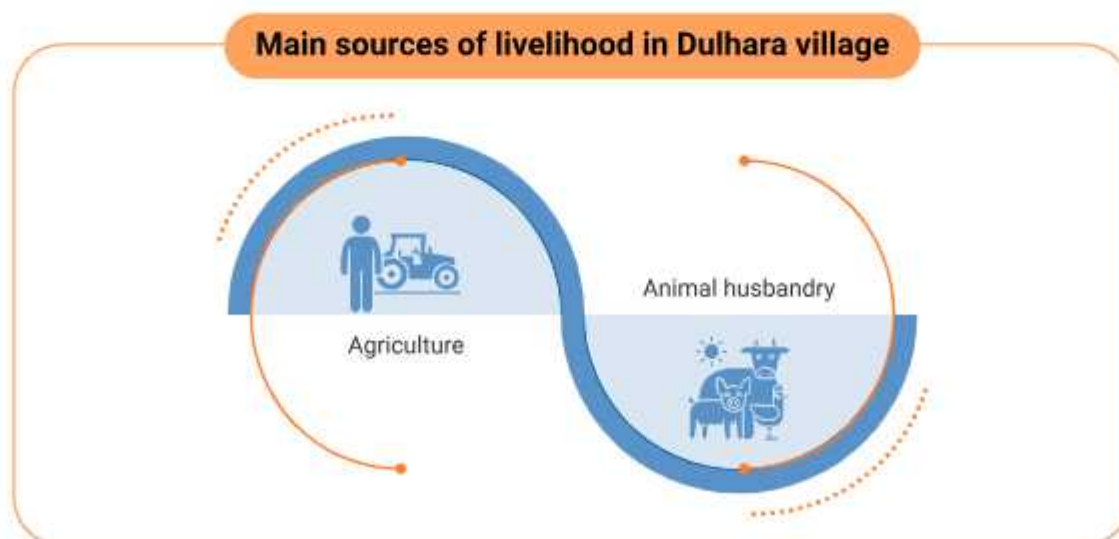 Main sources of livelihood in Dulhara village
Agriculture
Animal husbandry